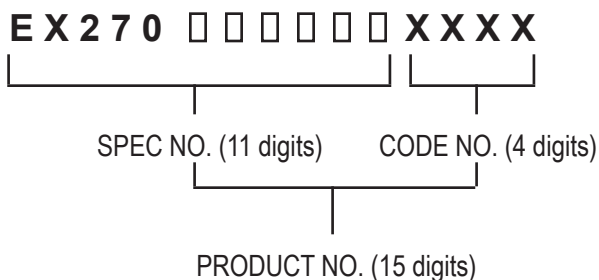 EX270 □□□□□□ XXXX
SPEC NO. (11 digits) CODE NO. (4 digits)
PRODUCT NO. (15 digits)